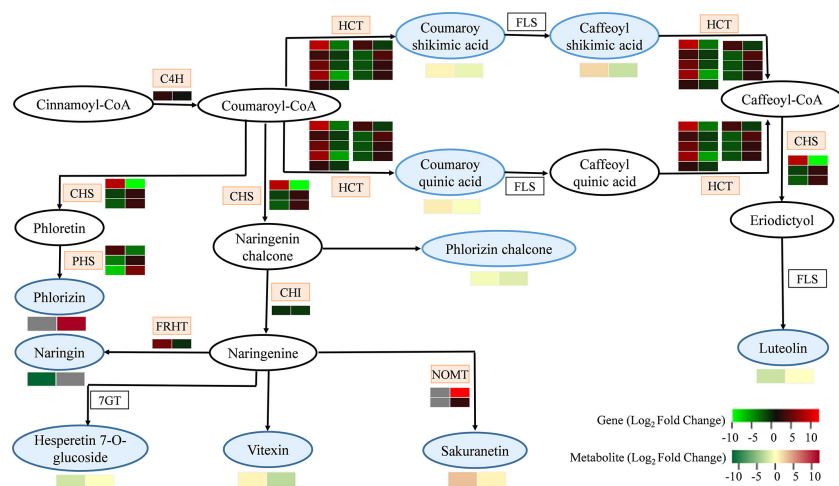 HCT
Coumaroy
shikimic acid
FLS
Caffeoyl
shikimic acid
HCT
C4H
Cinnamoyl-CoA
Coumaroyl-CoA
Caffeoyl-CoA
CHS
CHS
HCT
Coumaroy
quinic acid
FLS
Caffeoyl
quinic acid
HCT
CHS
Phloretin
Naringenin
chalcone
Phlorizin chalcone
Eriodictyol
PHS
CHI
FLS
Phlorizin
FRHT
Naringin
Naringenine
Luteolin
NOMT
7GT
Hesperetin 7-O-
glucoside
Vitexin
Sakuranetin
Gene (Log2 Fold Change)
-10 -5 0 5 10
Metabolite (Log2 Fold Change)
-10 -5 0 5 10